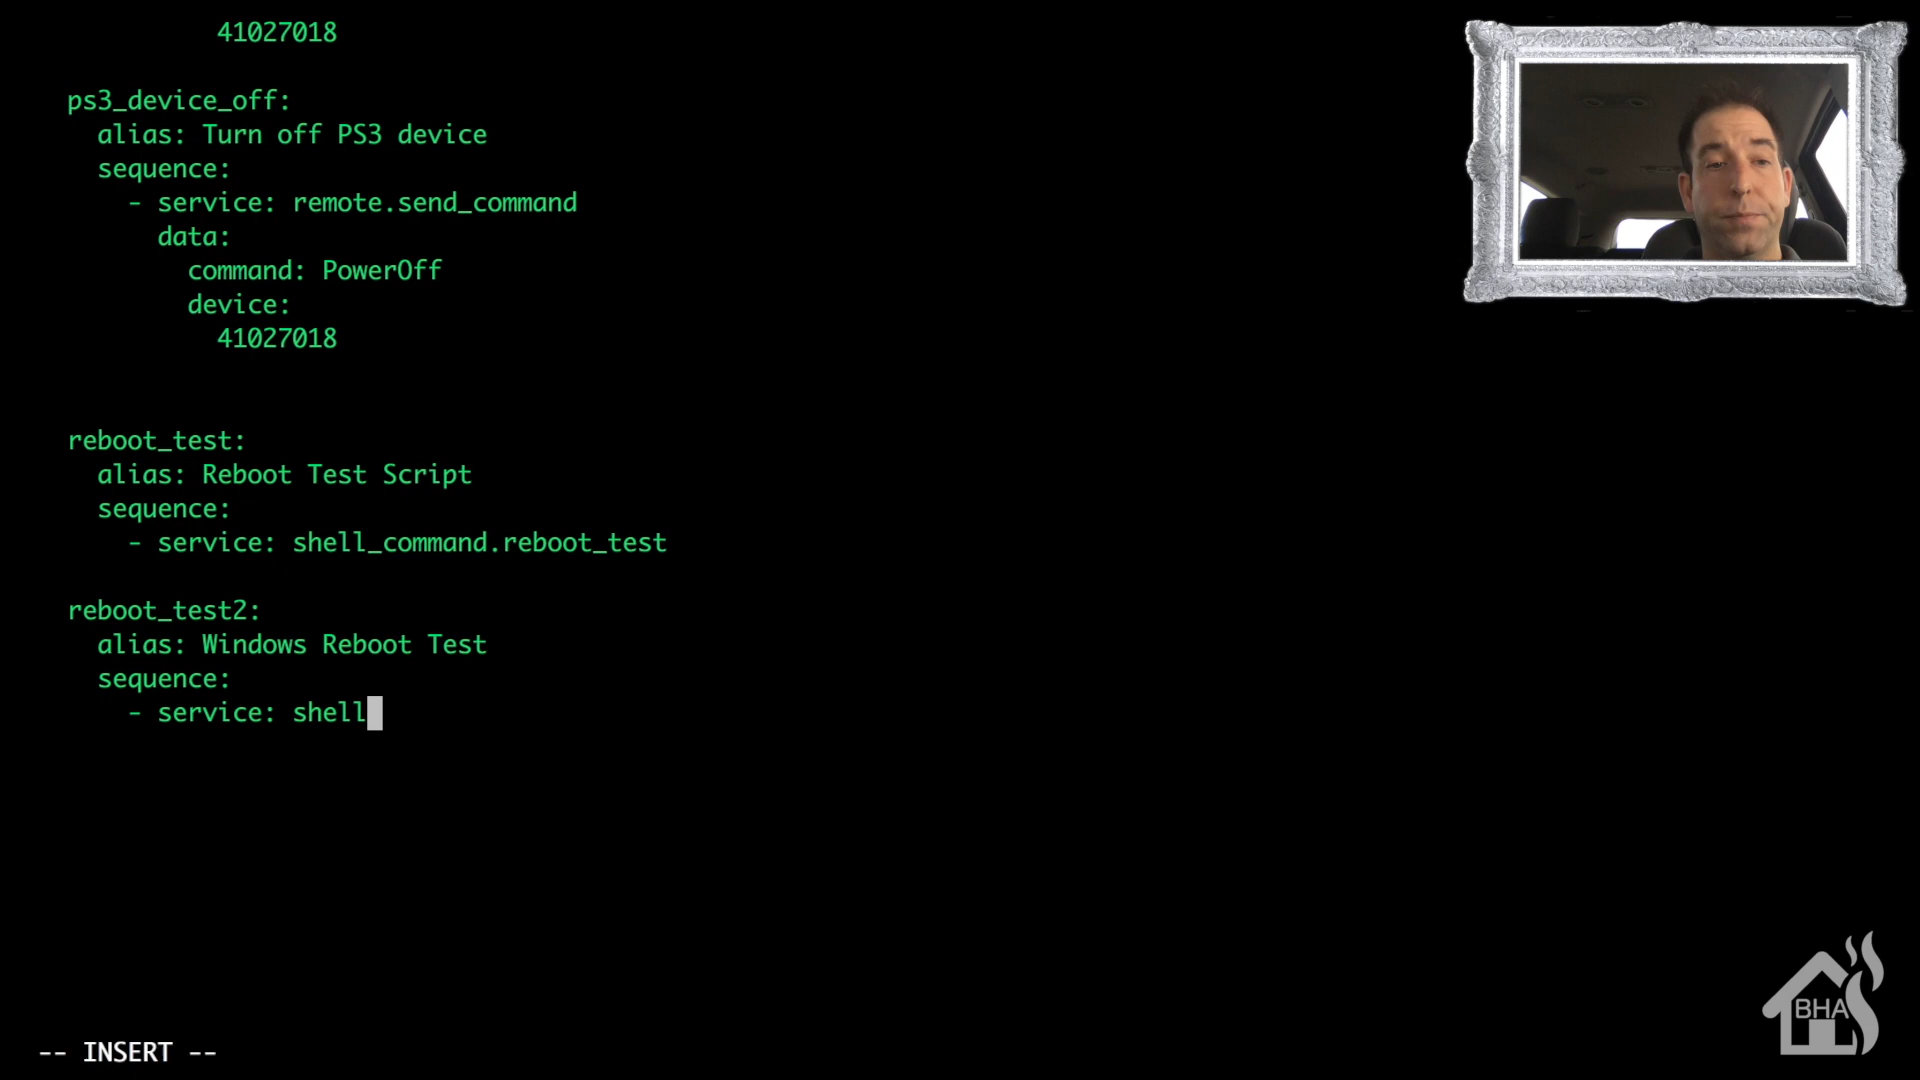 41027018
ps3_device_off:
alias: Turn off PS3 device
sequence:
- service: remote.send_command
data:
command: PowerOff
device:
41027018
reboot_test:
alias: Reboot Test Script
sequence:
- service: shell_command.reboot_test
reboot_test2:
alias: Windows Reboot Test
sequence:
- service: shell
-- INSERT --
BHA